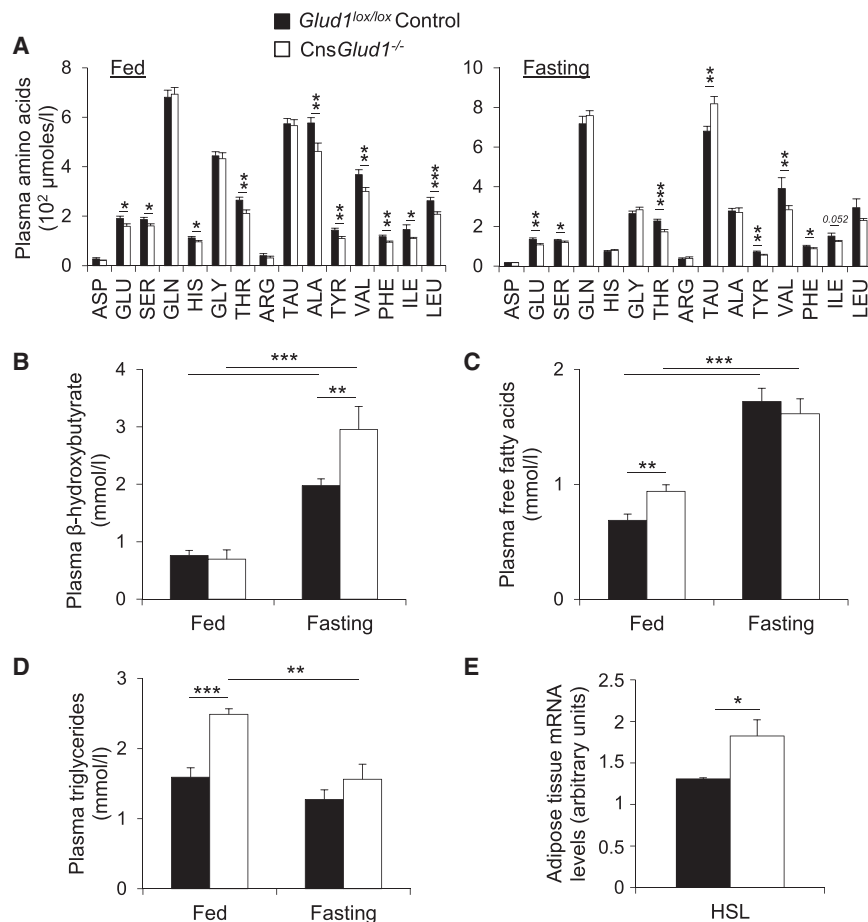 Glud1lox/lox Control
CnsGlud1-/-
A
Fed
Plasma amino acids
(10² μmoles/l)
8
6
4
2
0
* * ** ** ** ** ** * ***
*
ASP GLU SER GLN HIS GLY THR ARG TAU ALA TYR VAL PHE ILE LEU
Fasting
10
8
6
4
2
0
** * *** ** ** ** * 0.052
ASP GLU SER GLN HIS GLY THR ARG TAU ALA TYR VAL PHE ILE LEU
B
Plasma β-hydroxybutyrate
(mmol/l)
4
3
2
1
0
***
**
Fed Fasting
C
Plasma free fatty acids
(mmol/l)
2
1
0
***
**
Fed Fasting
D
Plasma triglycerides
(mmol/l)
3
2
1
0
**
***
Fed Fasting
E
Adipose tissue mRNA
levels (arbitrary units)
2.5
2
1.5
1
0.5
0
*
HSL